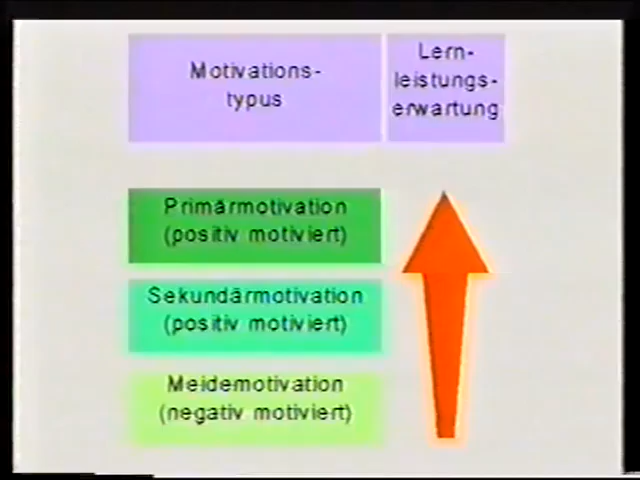 Motivations-
typus
Lern-
leistungs-
erwartung
Primärmotivation
(positiv motiviert)
Sekundärmotivation
(positiv motiviert)
Meidemotivation
(negativ motiviert)